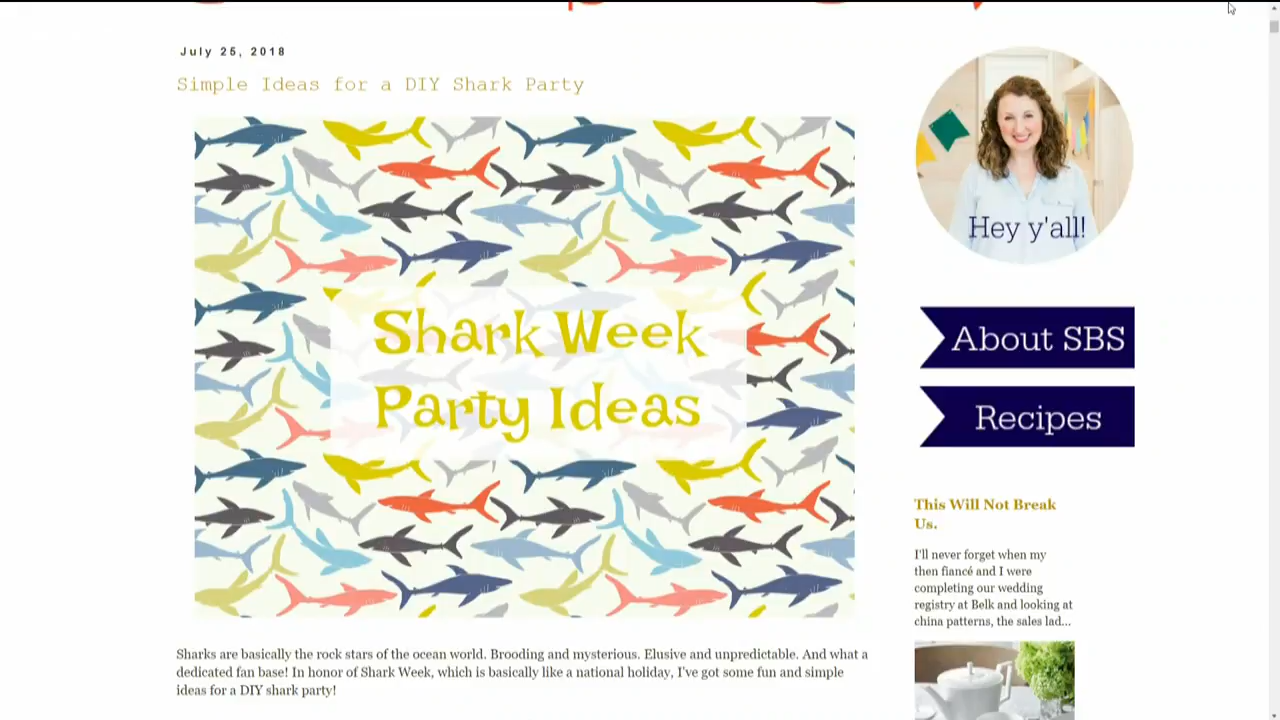 July 25, 2018
Simple Ideas for a DIY Shark Party
Shark Week
Party Ideas
Sharks are basically the rock stars of the ocean world. Brooding and mysterious. Elusive and unpredictable. And what a
dedicated fan base! In honor of Shark Week, which is basically like a national holiday, I've got some fun and simple
ideas for a DIY shark party!
Hey y'all!
About SBS
Recipes
This Will Not Break
Us.
I'll never forget when my
then fiancé and I were
completing our wedding
registry at Belk and looking at
china patterns, the sales lad...